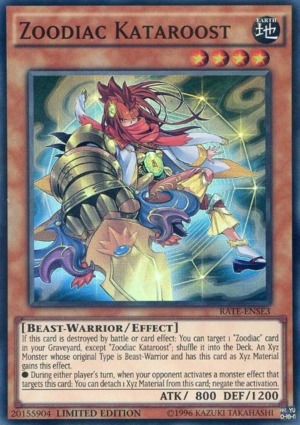 ZOODIAC KATAROOST
EARTH
地
RATE-ENSE3
[BEAST-WARRIOR/EFFECT]
If this card is destroyed by battle or card effect: You can target 1 "Zoodiac" card
in your Graveyard, except "Zoodiac Kataroost"; shuffle it into the Deck. An Xyz
Monster whose original Type is Beast-Warrior and has this card as Xyz Material
gains this effect.
● During either player's turn, when your opponent activates a monster effect that
targets this card: You can detach 1 Xyz Material from this card; negate the activation.
ATK/ 800 DEF/1200
20155904 LIMITED EDITION ©1996 KAZUKI TAKAHASHI